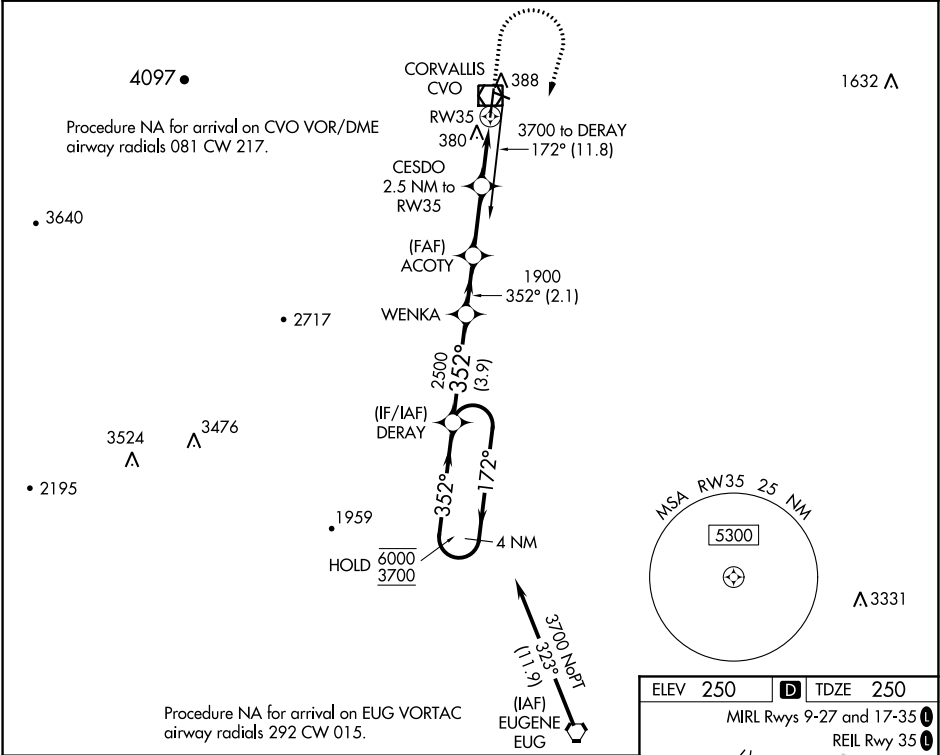 4097
CORVALLIS
CVO
388
1632
RW35
Procedure NA for arrival on CVO VOR/DME
airway radials 081 CW 217.
380
3700 to DERAY
172° (11.8)
CESDO
2.5 NM to
RW35
3640
(FAF)
ACOTY
1900
352° (2.1)
WENKA
2717
2500
352°
(3.9)
(IF/IAF)
DERAY
3524
3476
352°
172°
2195
MSA RW35 25 NM
5300
1959
4 NM
HOLD 6000
3700
3331
3700 NoPT
323°
(11.9)
(IAF)
EUGENE
EUG
Procedure NA for arrival on EUG VORTAC
airway radials 292 CW 015.
ELEV 250 D TDZE 250
MIRL Rwys 9-27 and 17-35 L
REIL Rwy 35 L